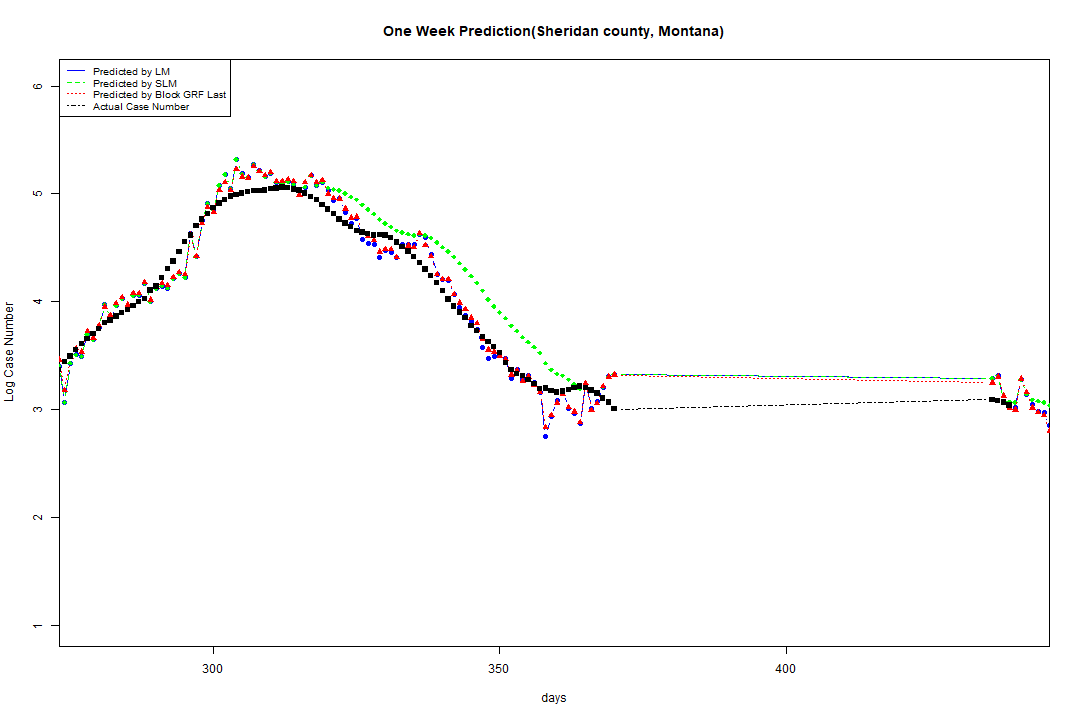 One Week Prediction(Sheridan county, Montana)
Predicted by LM
Predicted by SLM
Predicted by Block GRF Last
Actual Case Number
6
5
4
3
2
1
Log Case Number
300
350
400
days